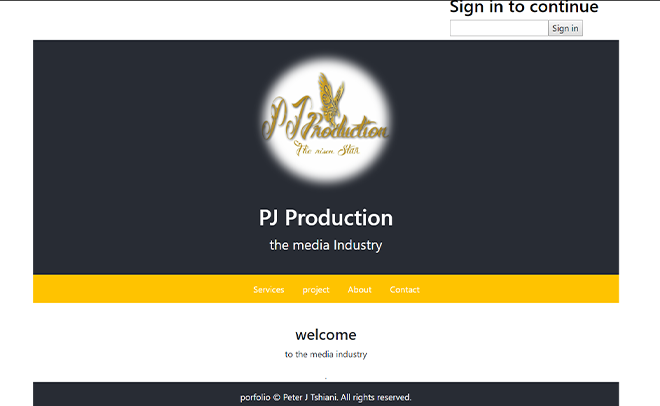 Sign in to continue
Sign in
PJ Production
The risen Star
PJ Production
the media Industry
Services project About Contact
welcome
to the media industry
.
porfolio © Peter J Tshiani. All rights reserved.